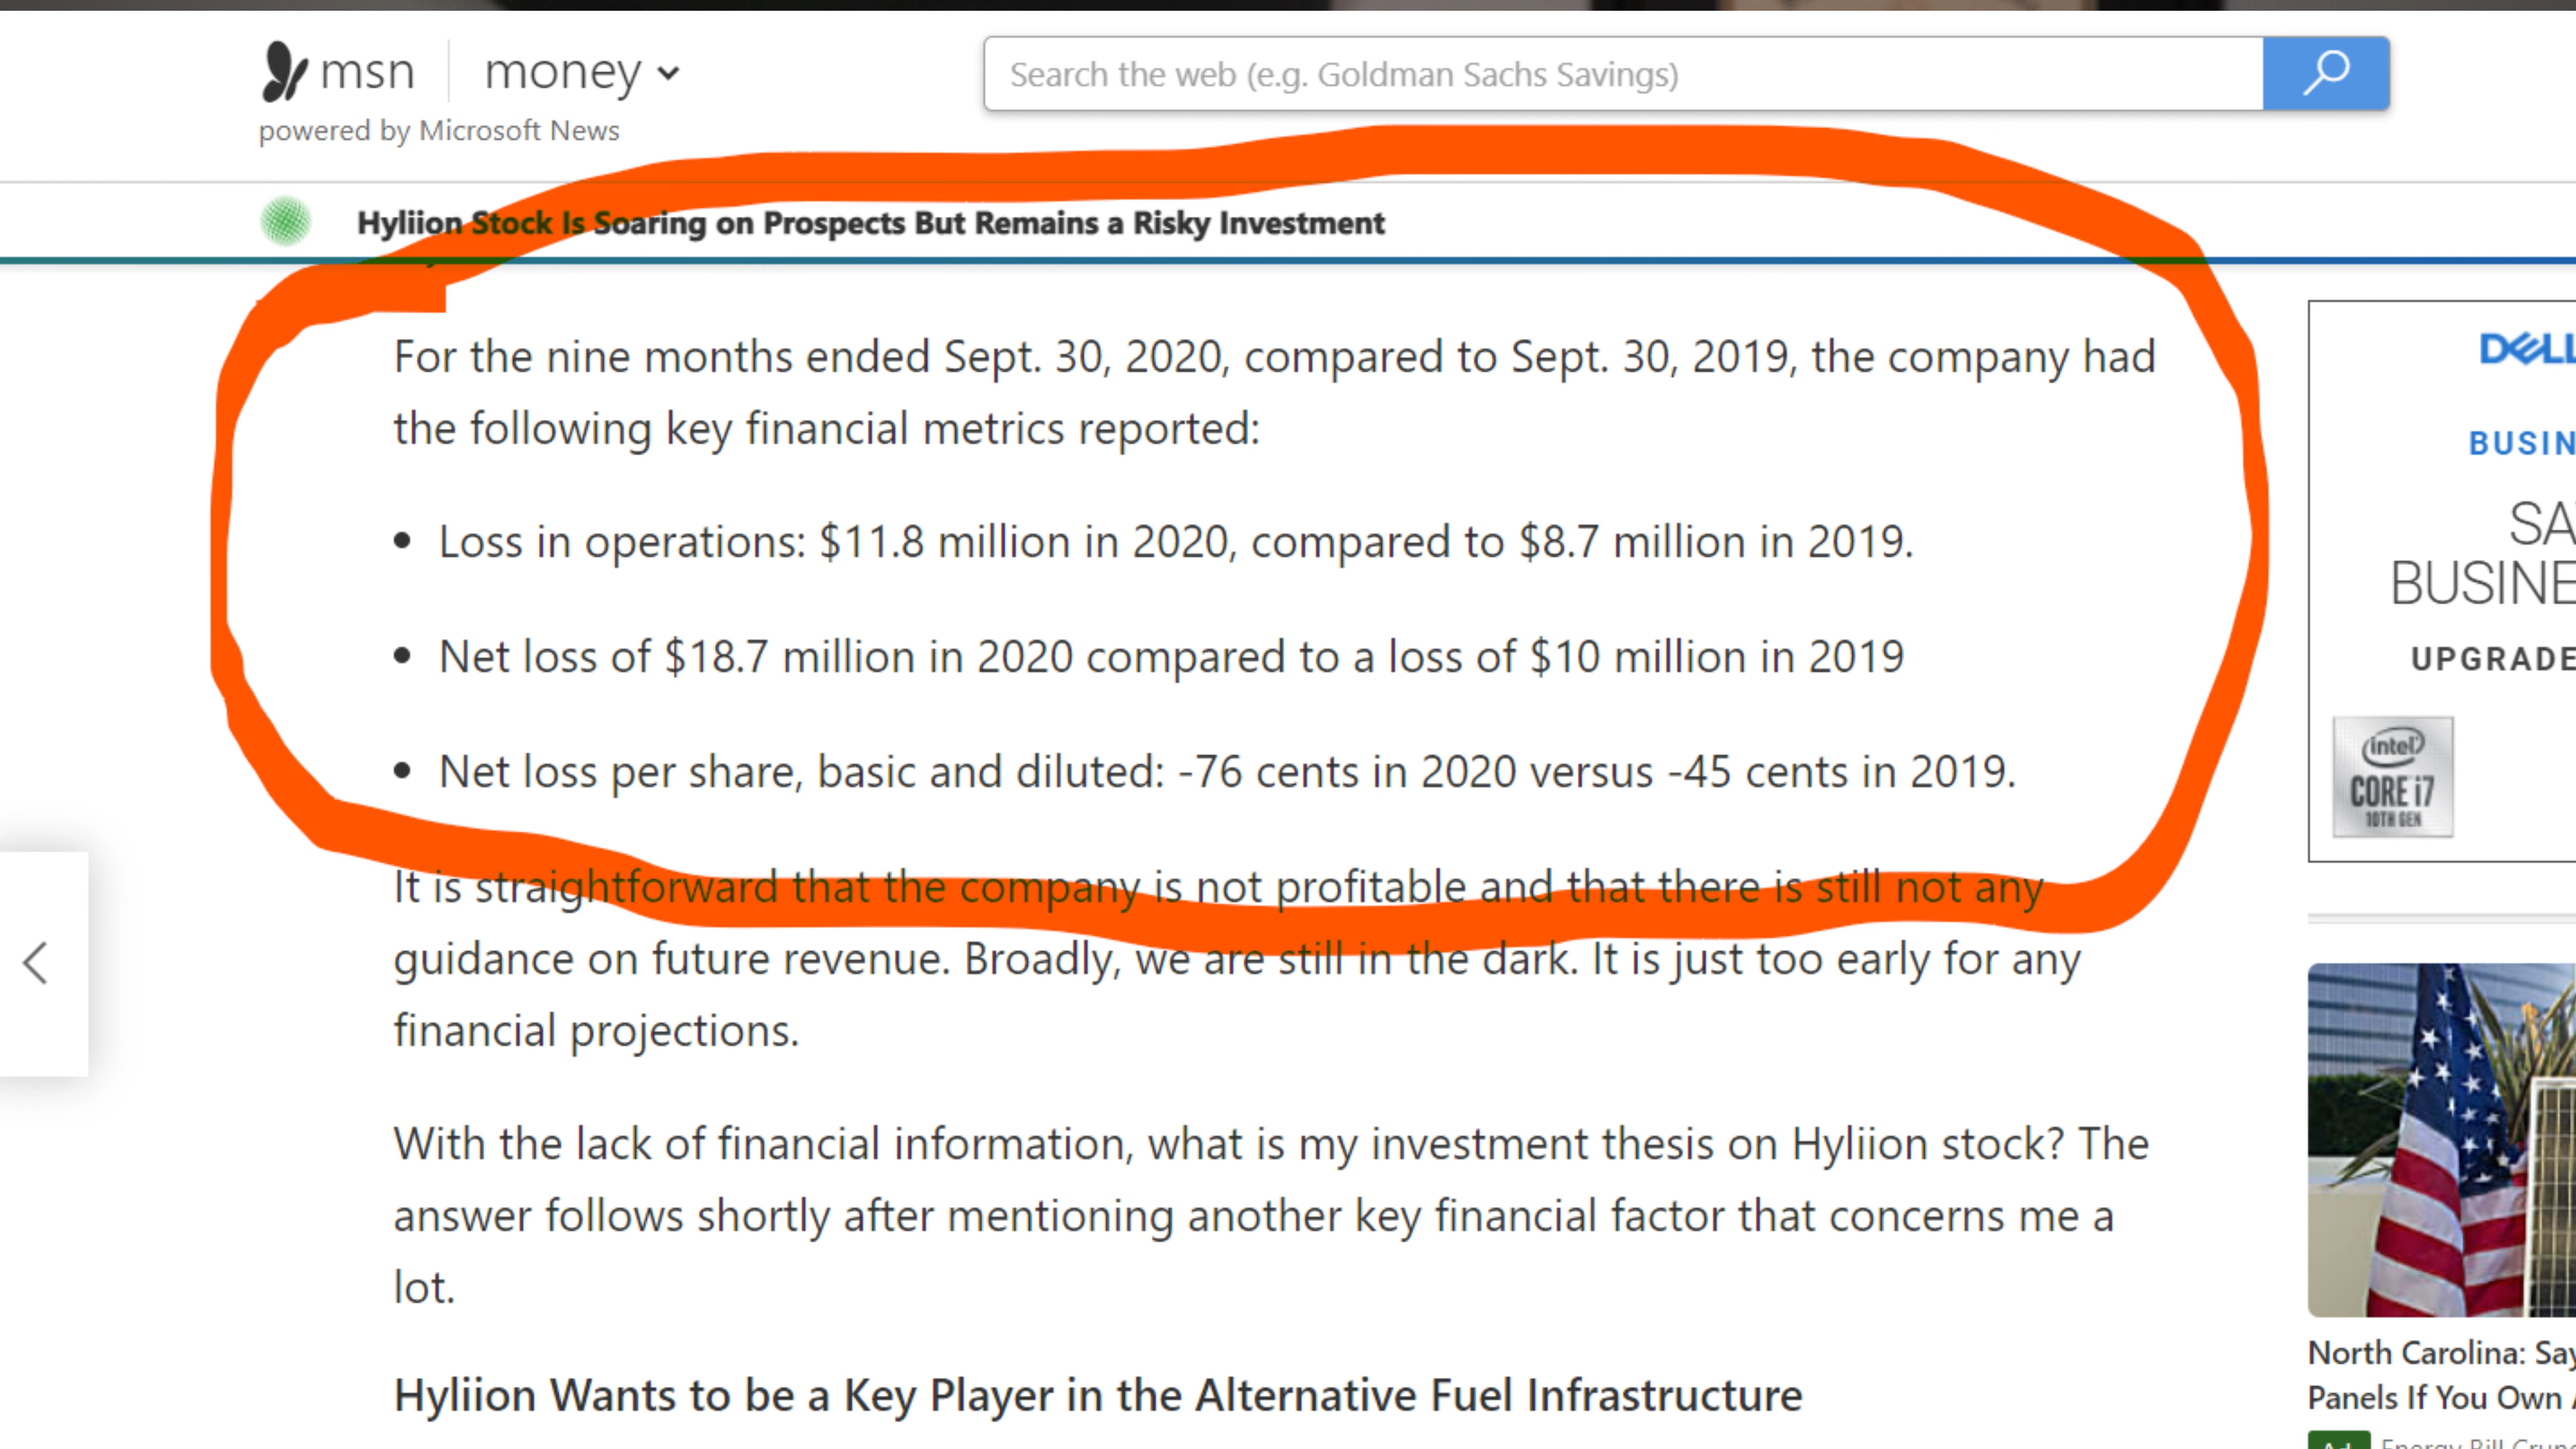 msn money
powered by Microsoft News
Search the web (e.g. Goldman Sachs Savings)
Hyliion Stock Is Soaring on Prospects But Remains a Risky Investment
For the nine months ended Sept. 30, 2020, compared to Sept. 30, 2019, the company had
the following key financial metrics reported:
• Loss in operations: $11.8 million in 2020, compared to $8.7 million in 2019.
• Net loss of $18.7 million in 2020 compared to a loss of $10 million in 2019
• Net loss per share, basic and diluted: -76 cents in 2020 versus -45 cents in 2019.
It is straightforward that the company is not profitable and that there is still not any
guidance on future revenue. Broadly, we are still in the dark. It is just too early for any
financial projections.
With the lack of financial information, what is my investment thesis on Hyliion stock? The
answer follows shortly after mentioning another key financial factor that concerns me a
lot.
Hyliion Wants to be a Key Player in the Alternative Fuel Infrastructure
DELL
UPGRADE
intel
CORE i7
10TH GEN
North Carolina:
Panels If You Own
Ad Energy Bill